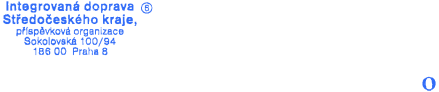 Integrovaná doprava ⑥
Středočeského kraje,
příspěvková organizace
Sokolovská 100/94
186 00 Praha 8
o